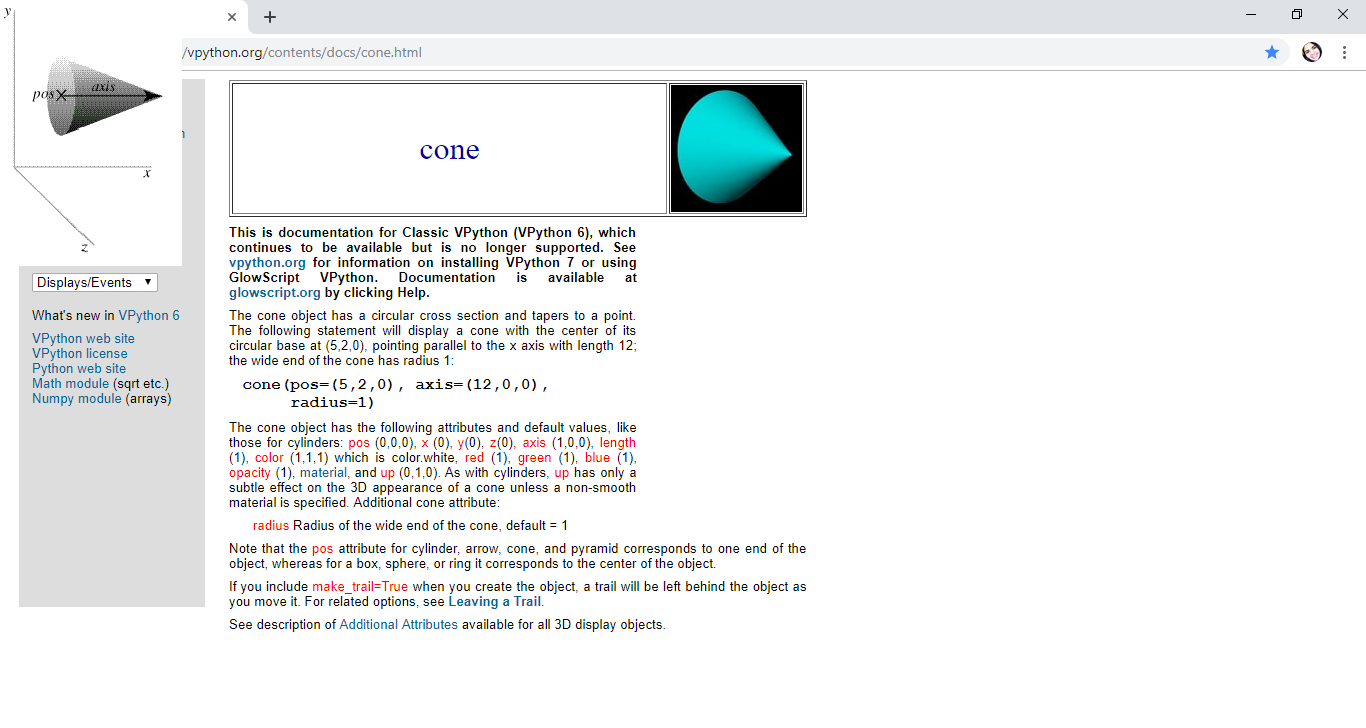 y
pos
axis
x
z
/vpython.org/contents/docs/cone.html
n
Displays/Events
What's new in VPython 6
VPython web site
VPython license
Python web site
Math module (sqrt etc.)
Numpy module (arrays)
cone
This is documentation for Classic VPython (VPython 6), which
continues to be available but is no longer supported. See
vpython.org for information on installing VPython 7 or using
GlowScript VPython. Documentation is available at
glowscript.org by clicking Help.
The cone object has a circular cross section and tapers to a point.
The following statement will display a cone with the center of its
circular base at (5,2,0), pointing parallel to the x axis with length 12;
the wide end of the cone has radius 1:
cone(pos=(5,2,0), axis=(12,0,0),
radius=1)
The cone object has the following attributes and default values, like
those for cylinders: pos (0,0,0), x (0), y(0), z(0), axis (1,0,0), length
(1), color (1,1,1) which is color.white, red (1), green (1), blue (1),
opacity (1), material, and up (0,1,0). As with cylinders, up has only a
subtle effect on the 3D appearance of a cone unless a non-smooth
material is specified. Additional cone attribute:
radius Radius of the wide end of the cone, default = 1
Note that the pos attribute for cylinder, arrow, cone, and pyramid corresponds to one end of the
object, whereas for a box, sphere, or ring it corresponds to the center of the object.
If you include make_trail=True when you create the object, a trail will be left behind the object as
you move it. For related options, see Leaving a Trail.
See description of Additional Attributes available for all 3D display objects.